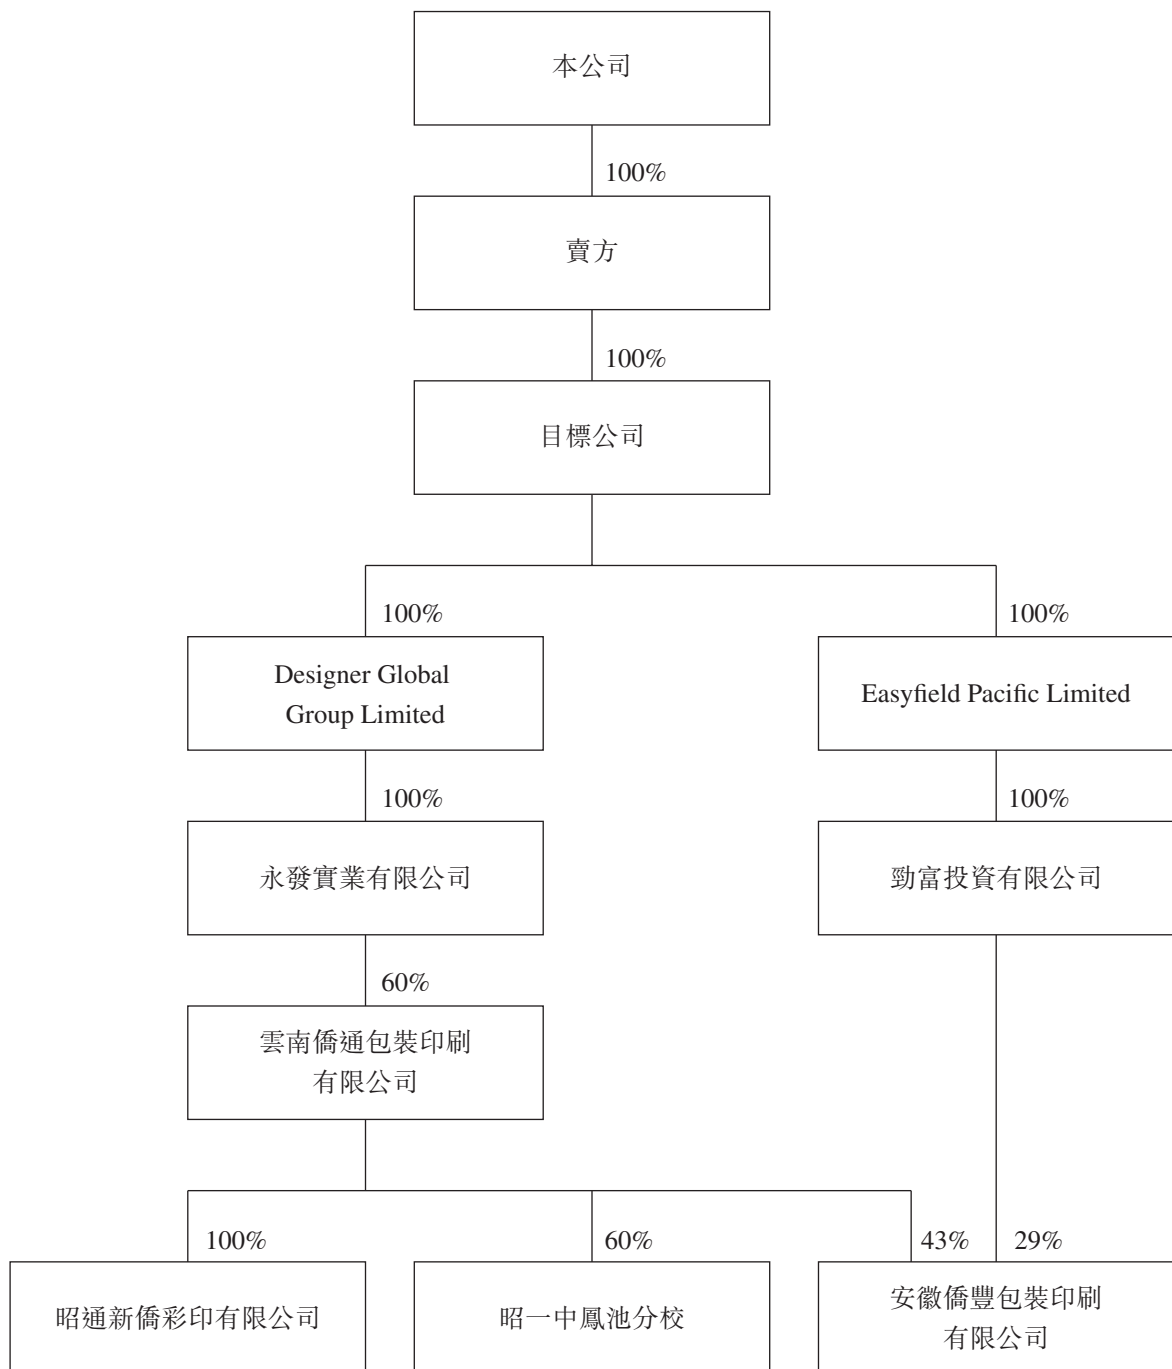 本公司
100%
賣方
100%
目標公司
100%
100%
Designer Global
Group Limited
Easyfield Pacific Limited
100%
100%
永發實業有限公司
勁富投資有限公司
60%
雲南僑通包裝印刷
有限公司
100%
60%
43%
29%
昭通新僑彩印有限公司
昭一中鳳池分校
安徽僑豐包裝印刷
有限公司